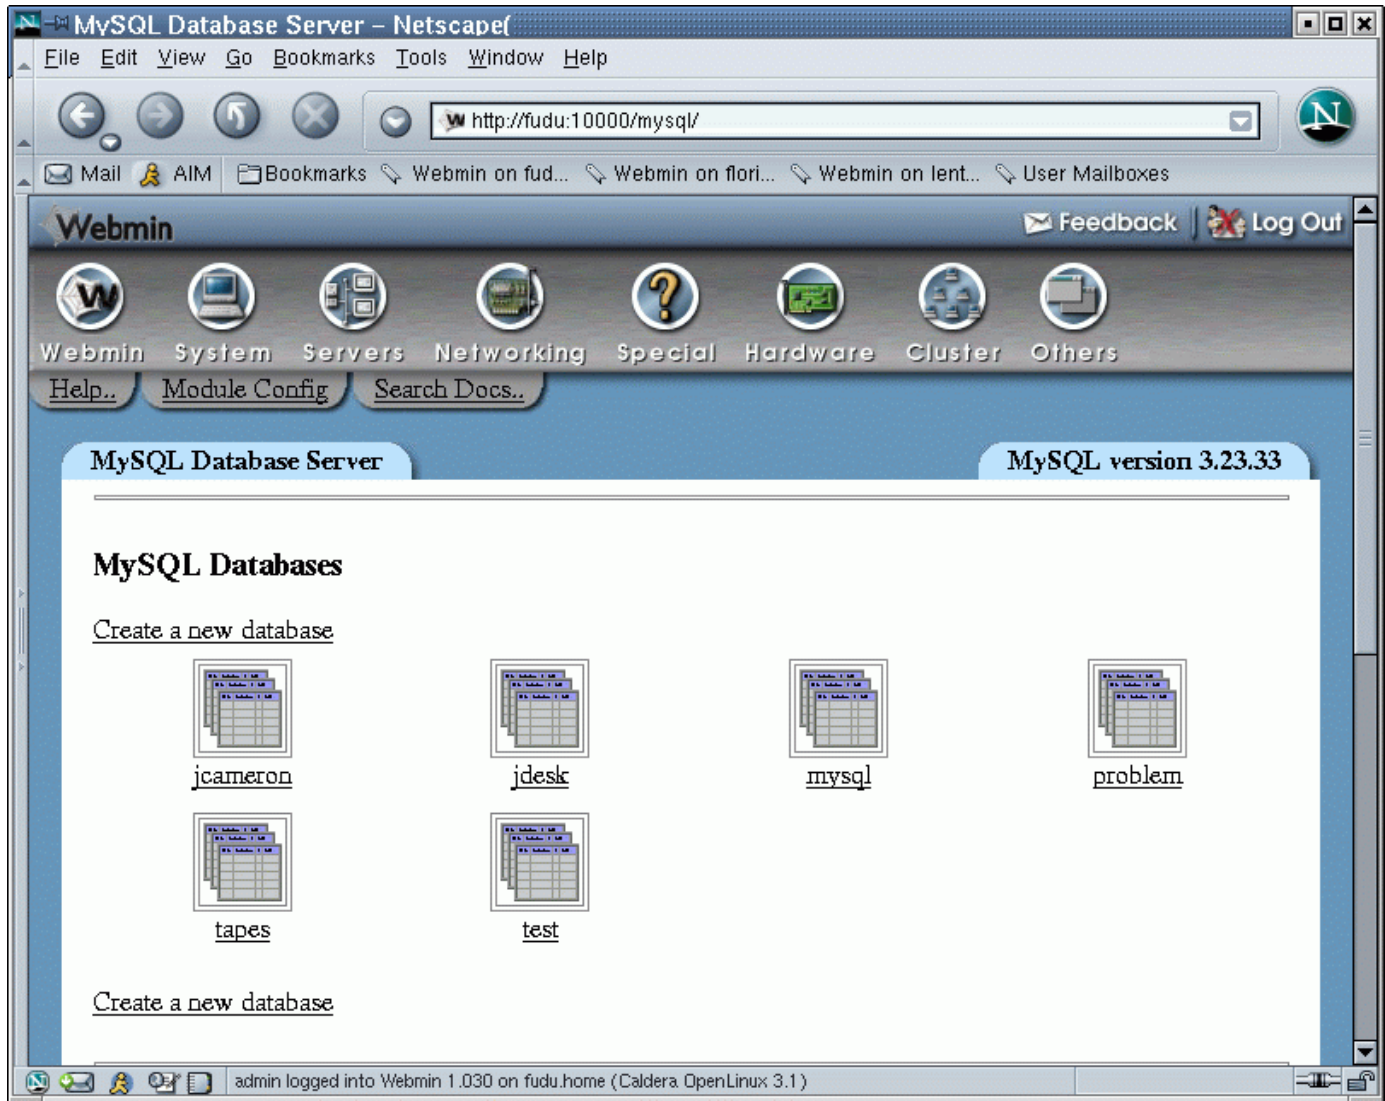 MySQL Database Server – Netscape(
File Edit View Go Bookmarks Tools Window Help
http://fudu:10000/mysql/
Mail AIM Bookmarks Webmin on fud... Webmin on flori... Webmin on lent... User Mailboxes
Webmin Feedback Log Out
Webmin System Servers Networking Special Hardware Cluster Others
Help.. Module Config Search Docs..
MySQL Database Server MySQL version 3.23.33
MySQL Databases
Create a new database
jcameron jdesk mysql problem
tapes test
Create a new database
admin logged into Webmin 1.030 on fudu.home (Caldera OpenLinux 3.1)